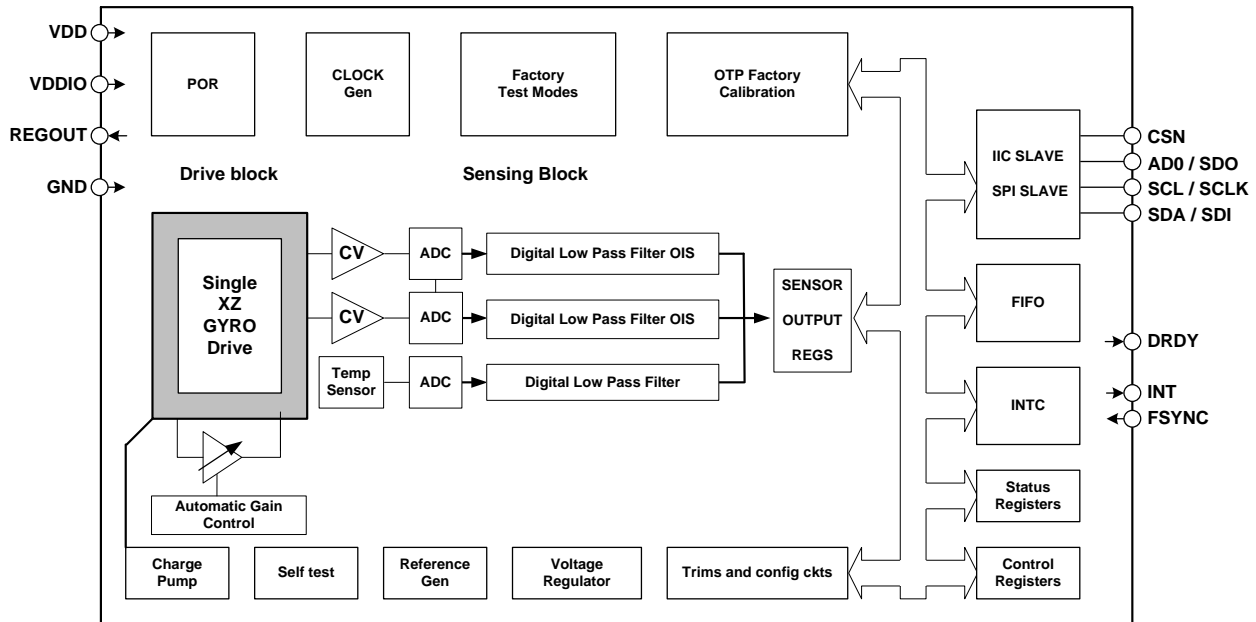 VDD
VDDIO
REGOUT
GND
POR
CLOCK
Gen
Factory
Test Modes
OTP Factory
Calibration
Drive block
Sensing Block
Single
XZ
GYRO
Drive
CV
ADC
Digital Low Pass Filter OIS
CV
ADC
Digital Low Pass Filter OIS
Temp
Sensor
ADC
Digital Low Pass Filter
SENSOR
OUTPUT
REGS
Automatic Gain
Control
Charge
Pump
Self test
Reference
Gen
Voltage
Regulator
Trims and config ckts
IIC SLAVE
SPI SLAVE
FIFO
INTC
Status
Registers
Control
Registers
CSN
AD0 / SDO
SCL / SCLK
SDA / SDI
DRDY
INT
FSYNC